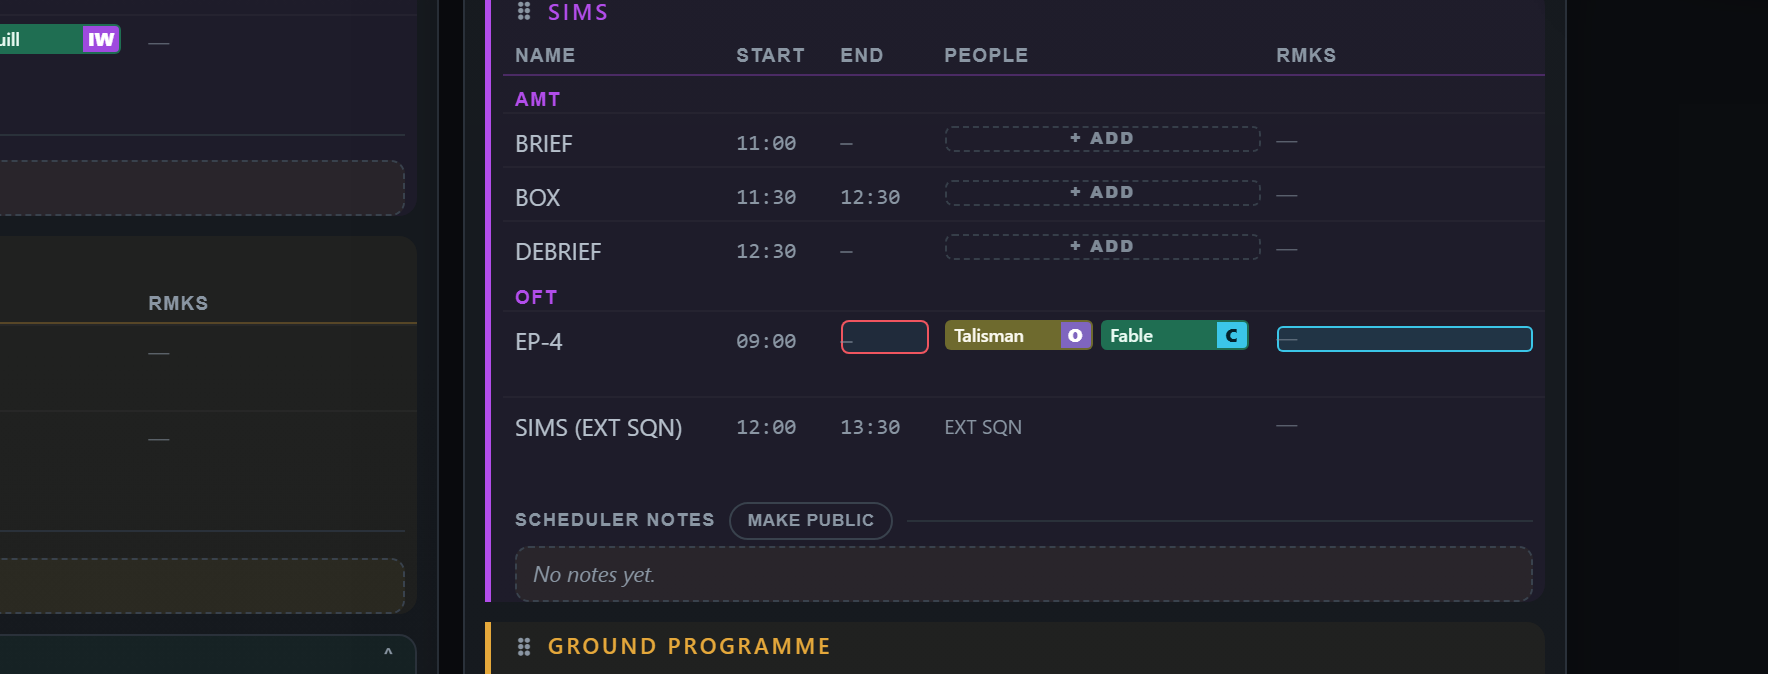 uill IW —
RMKS
—
—
^
SIMS
NAME START END PEOPLE RMKS
AMT
BRIEF 11:00 — + ADD —
BOX 11:30 12:30 + ADD —
DEBRIEF 12:30 — + ADD —
OFT
EP-4 09:00 — Talisman O Fable C —
SIMS (EXT SQN) 12:00 13:30 EXT SQN —
SCHEDULER NOTES MAKE PUBLIC
No notes yet.
GROUND PROGRAMME